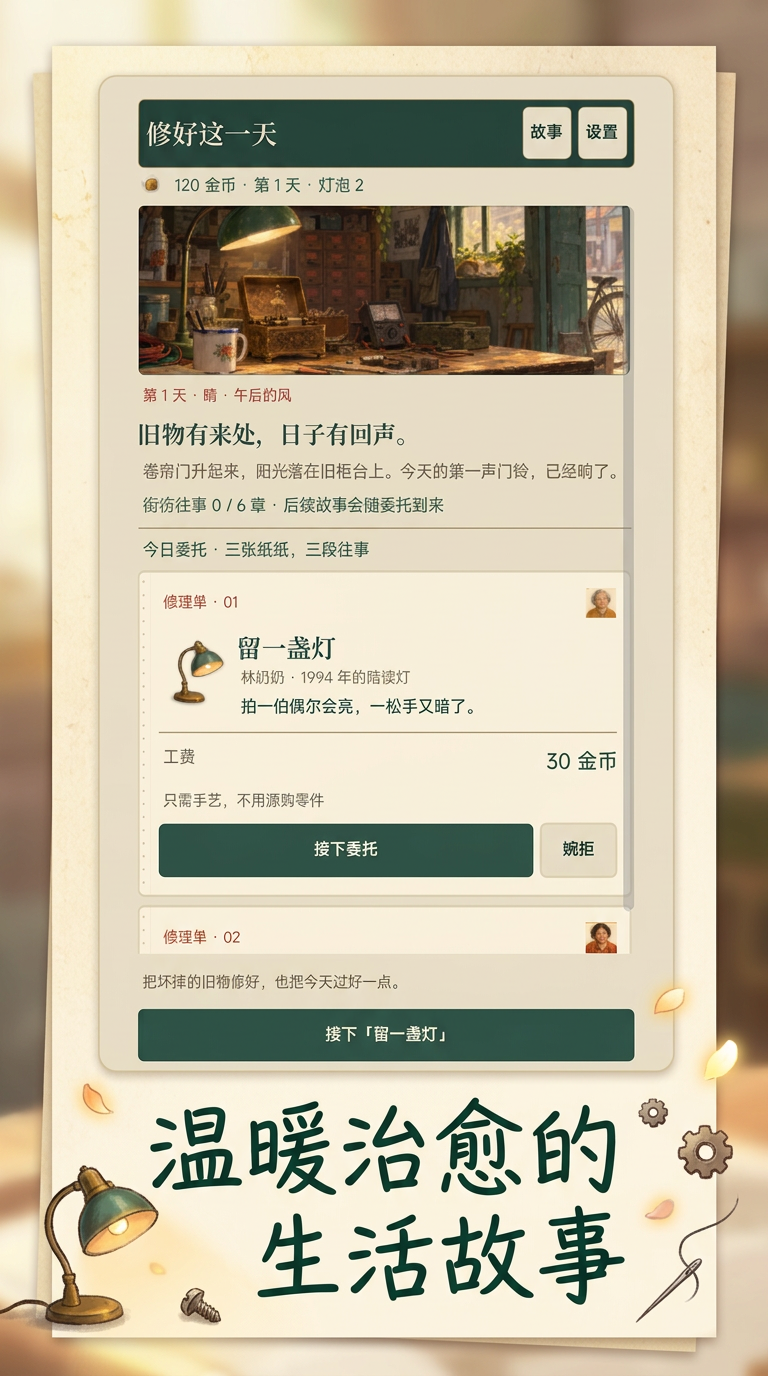 修好这一天
故事
设置
120 金币 · 第 1 天 · 灯泡 2
第 1 天 · 晴 · 午后的风
旧物有来处，日子有回声。
卷帘门升起来，阳光落在旧柜台上。今天的第一声门铃，已经响了。
街坊往事 0 / 6 章 · 后续故事会随委托到来
今日委托 · 三张纸纸，三段往事
修理单 · 01
留一盏灯
林奶奶 · 1994 年的陪读灯
拍一伯偶尔会亮，一松手又暗了。
工费
30 金币
只需手艺，不用源购零件
接下委托
婉拒
修理单 · 02
把坏掉的旧物修好，也把今天过好一点。
接下「留一盏灯」
温暖治愈的
生活故事